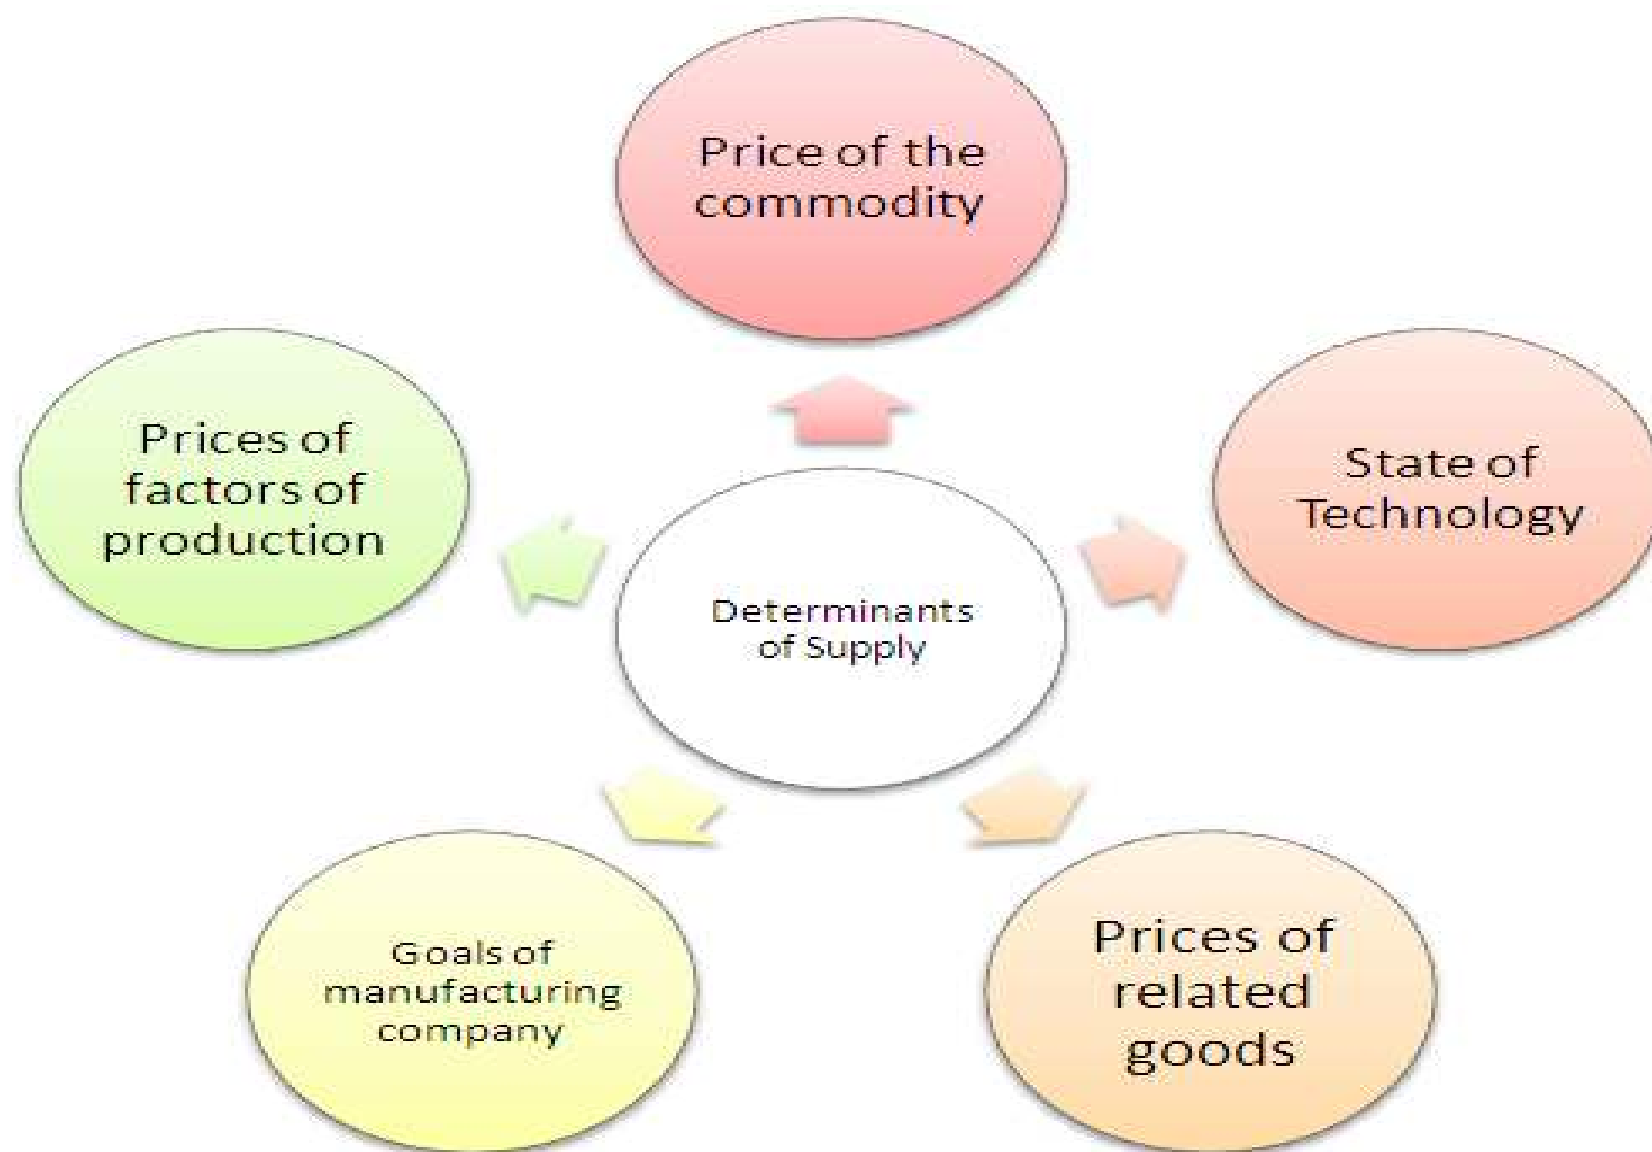 Price of the
commodity
State of
Technology
Prices of
related
goods
Goals of
manufacturing
company
Prices of
factors of
production
Determinants
of Supply